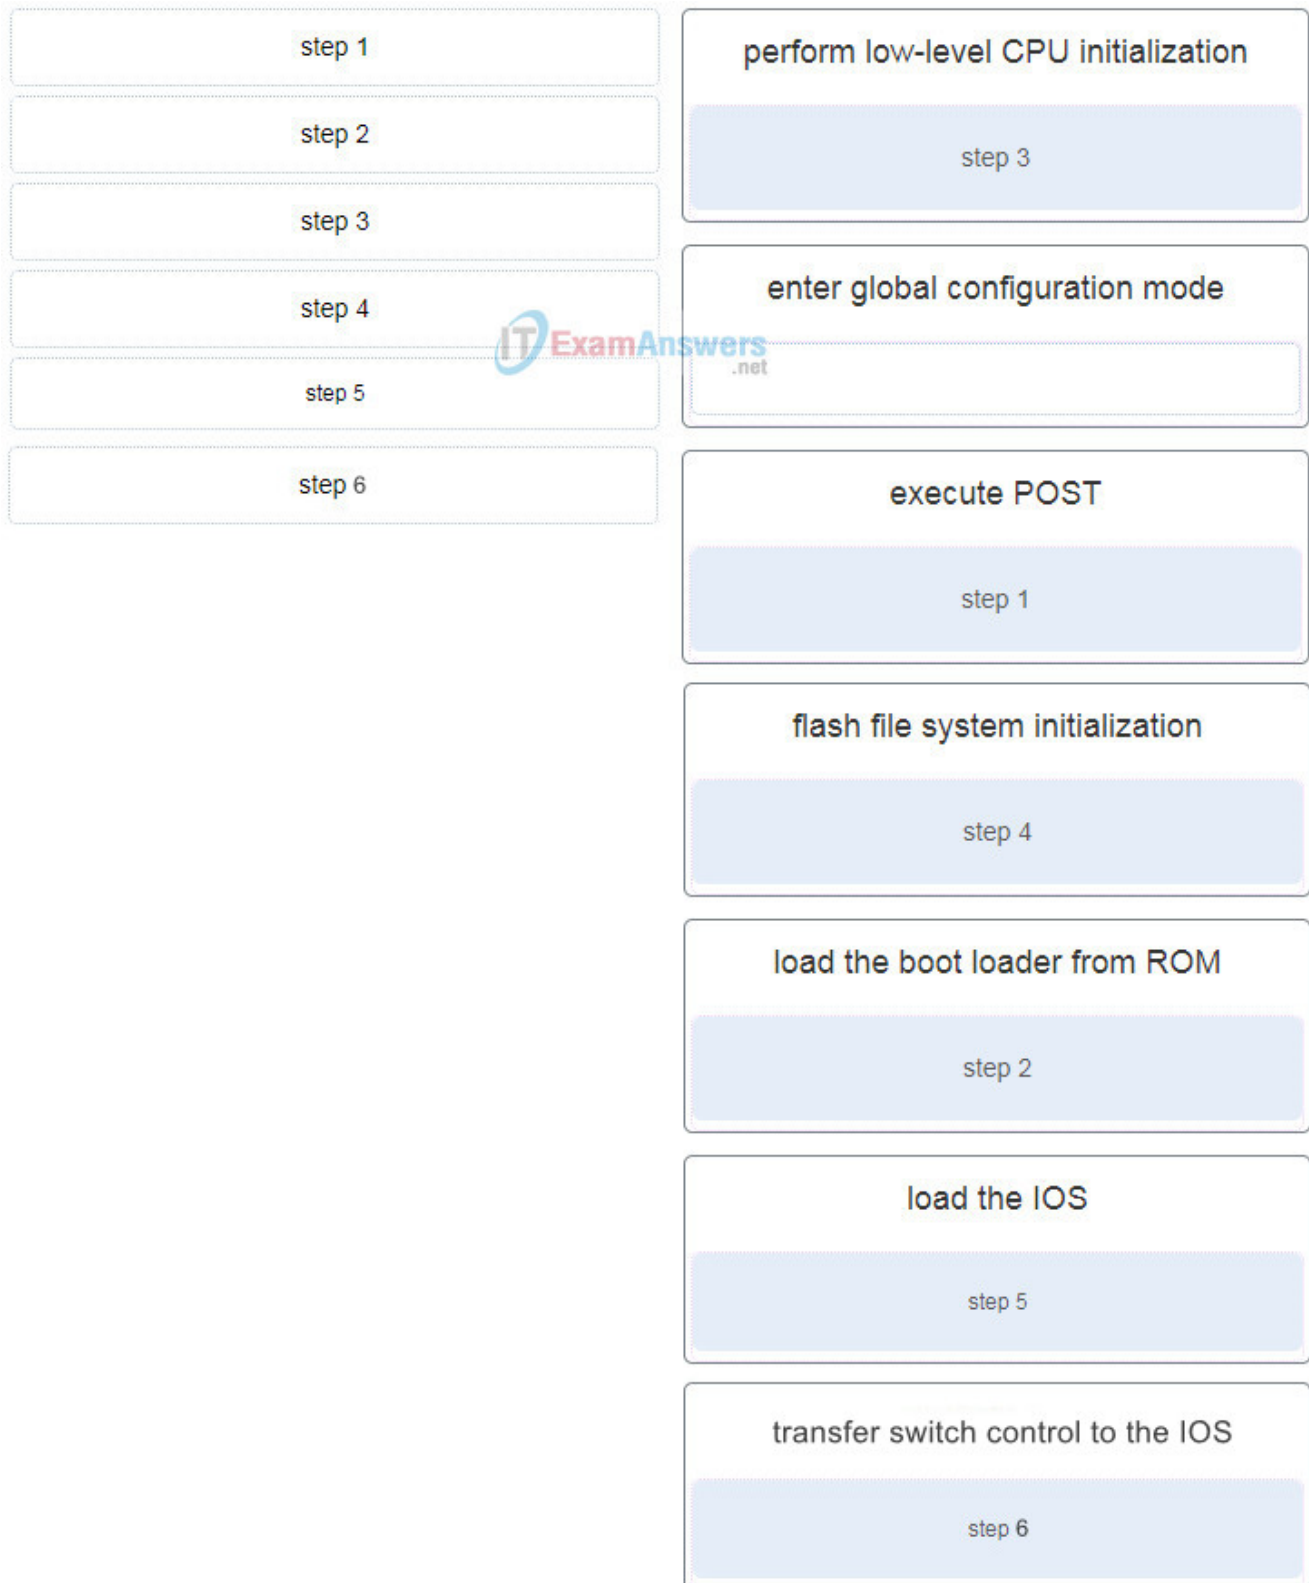 step 1
step 2
step 3
step 4
step 5
step 6
perform low-level CPU initialization
step 3
enter global configuration mode
ITExamAnswers
.net
execute POST
step 1
flash file system initialization
step 4
load the boot loader from ROM
step 2
load the IOS
step 5
transfer switch control to the IOS
step 6